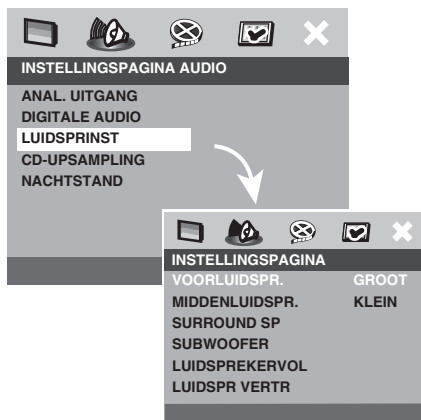 INSTELLINGSPAGINA AUDIO
ANAL. UITGANG
DIGITALE AUDIO
LUIDSPRINST
CD-UPSAMPLING
NACHTSTAND
INSTELLINGSPAGINA
VOORLUIDSPR. GROOT
MIDDENLUIDSPR. KLEIN
SURROUND SP
SUBWOOFER
LUIDSPREKERVOL
LUIDSPR VERTR